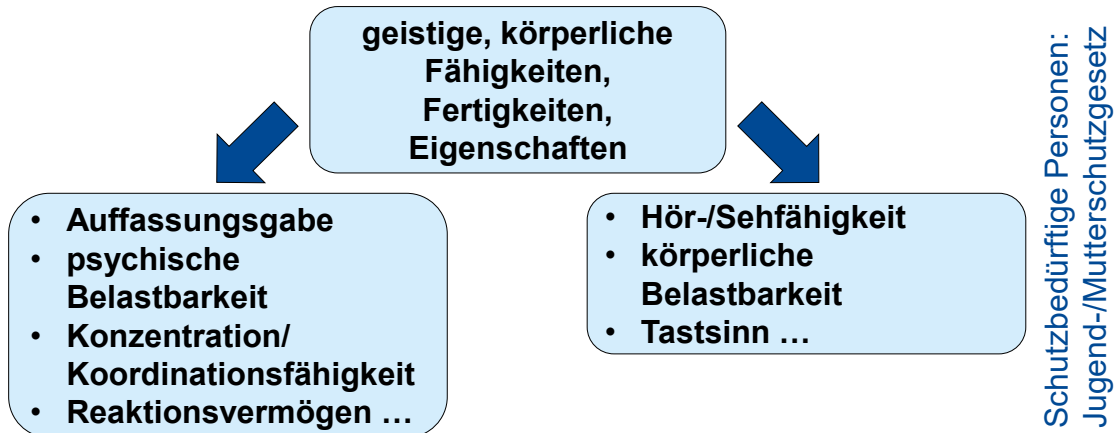 geistige, körperliche
Fähigkeiten,
Fertigkeiten,
Eigenschaften
• Auffassungsgabe
• psychische
Belastbarkeit
• Konzentration/
Koordinationsfähigkeit
• Reaktionsvermögen …
• Hör-/Sehfähigkeit
• körperliche
Belastbarkeit
• Tastsinn …
Schutzbedürftige Personen:
Jugend-/Mutterschutzgesetz